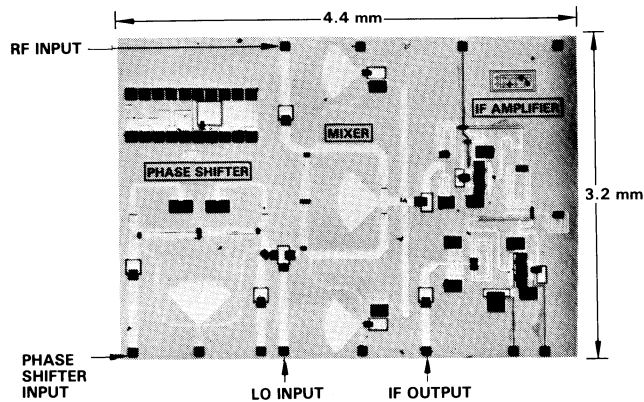 4.4 mm
RF INPUT
IF AMPLIFIER
MIXER
PHASE SHIFTER
3.2 mm
PHASE
SHIFTER
INPUT
LO INPUT
IF OUTPUT